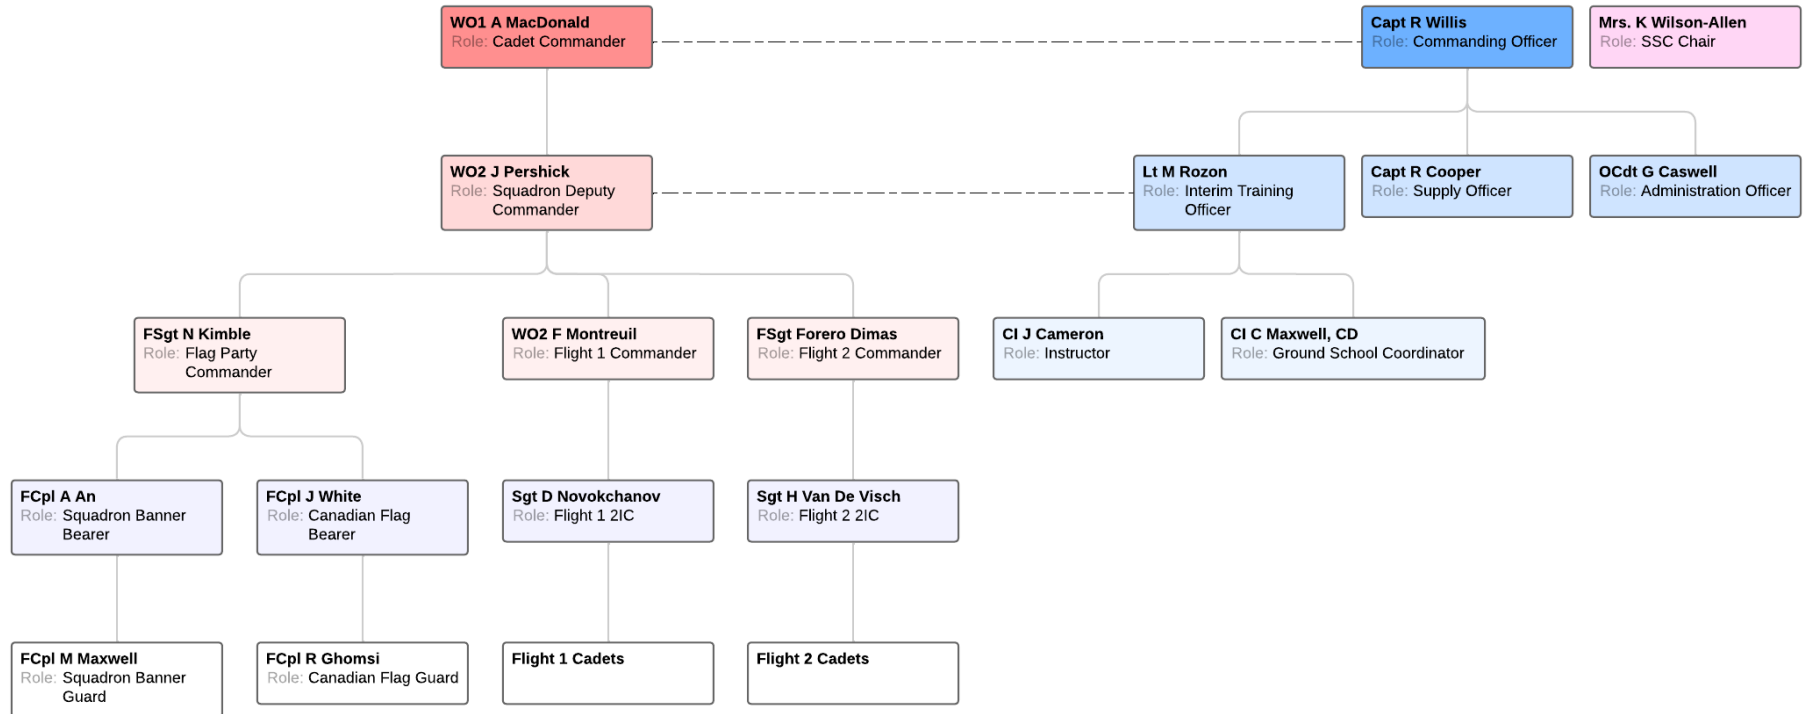 WO1 A MacDonald
Role: Cadet Commander
Capt R Willis
Role: Commanding Officer
Mrs. K Wilson-Allen
Role: SSC Chair
WO2 J Pershick
Role: Squadron Deputy
Commander
Lt M Rozon
Role: Interim Training
Officer
Capt R Cooper
Role: Supply Officer
OCdt G Caswell
Role: Administration Officer
FSgt N Kimble
Role: Flag Party
Commander
WO2 F Montreuil
Role: Flight 1 Commander
FSgt Forero Dimas
Role: Flight 2 Commander
CI J Cameron
Role: Instructor
CI C Maxwell, CD
Role: Ground School Coordinator
FCpl A An
Role: Squadron Banner
Bearer
FCpl J White
Role: Canadian Flag
Bearer
Sgt D Novokchanov
Role: Flight 1 2IC
Sgt H Van De Visch
Role: Flight 2 2IC
FCpl M Maxwell
Role: Squadron Banner
Guard
FCpl R Ghomsi
Role: Canadian Flag Guard
Flight 1 Cadets
Flight 2 Cadets